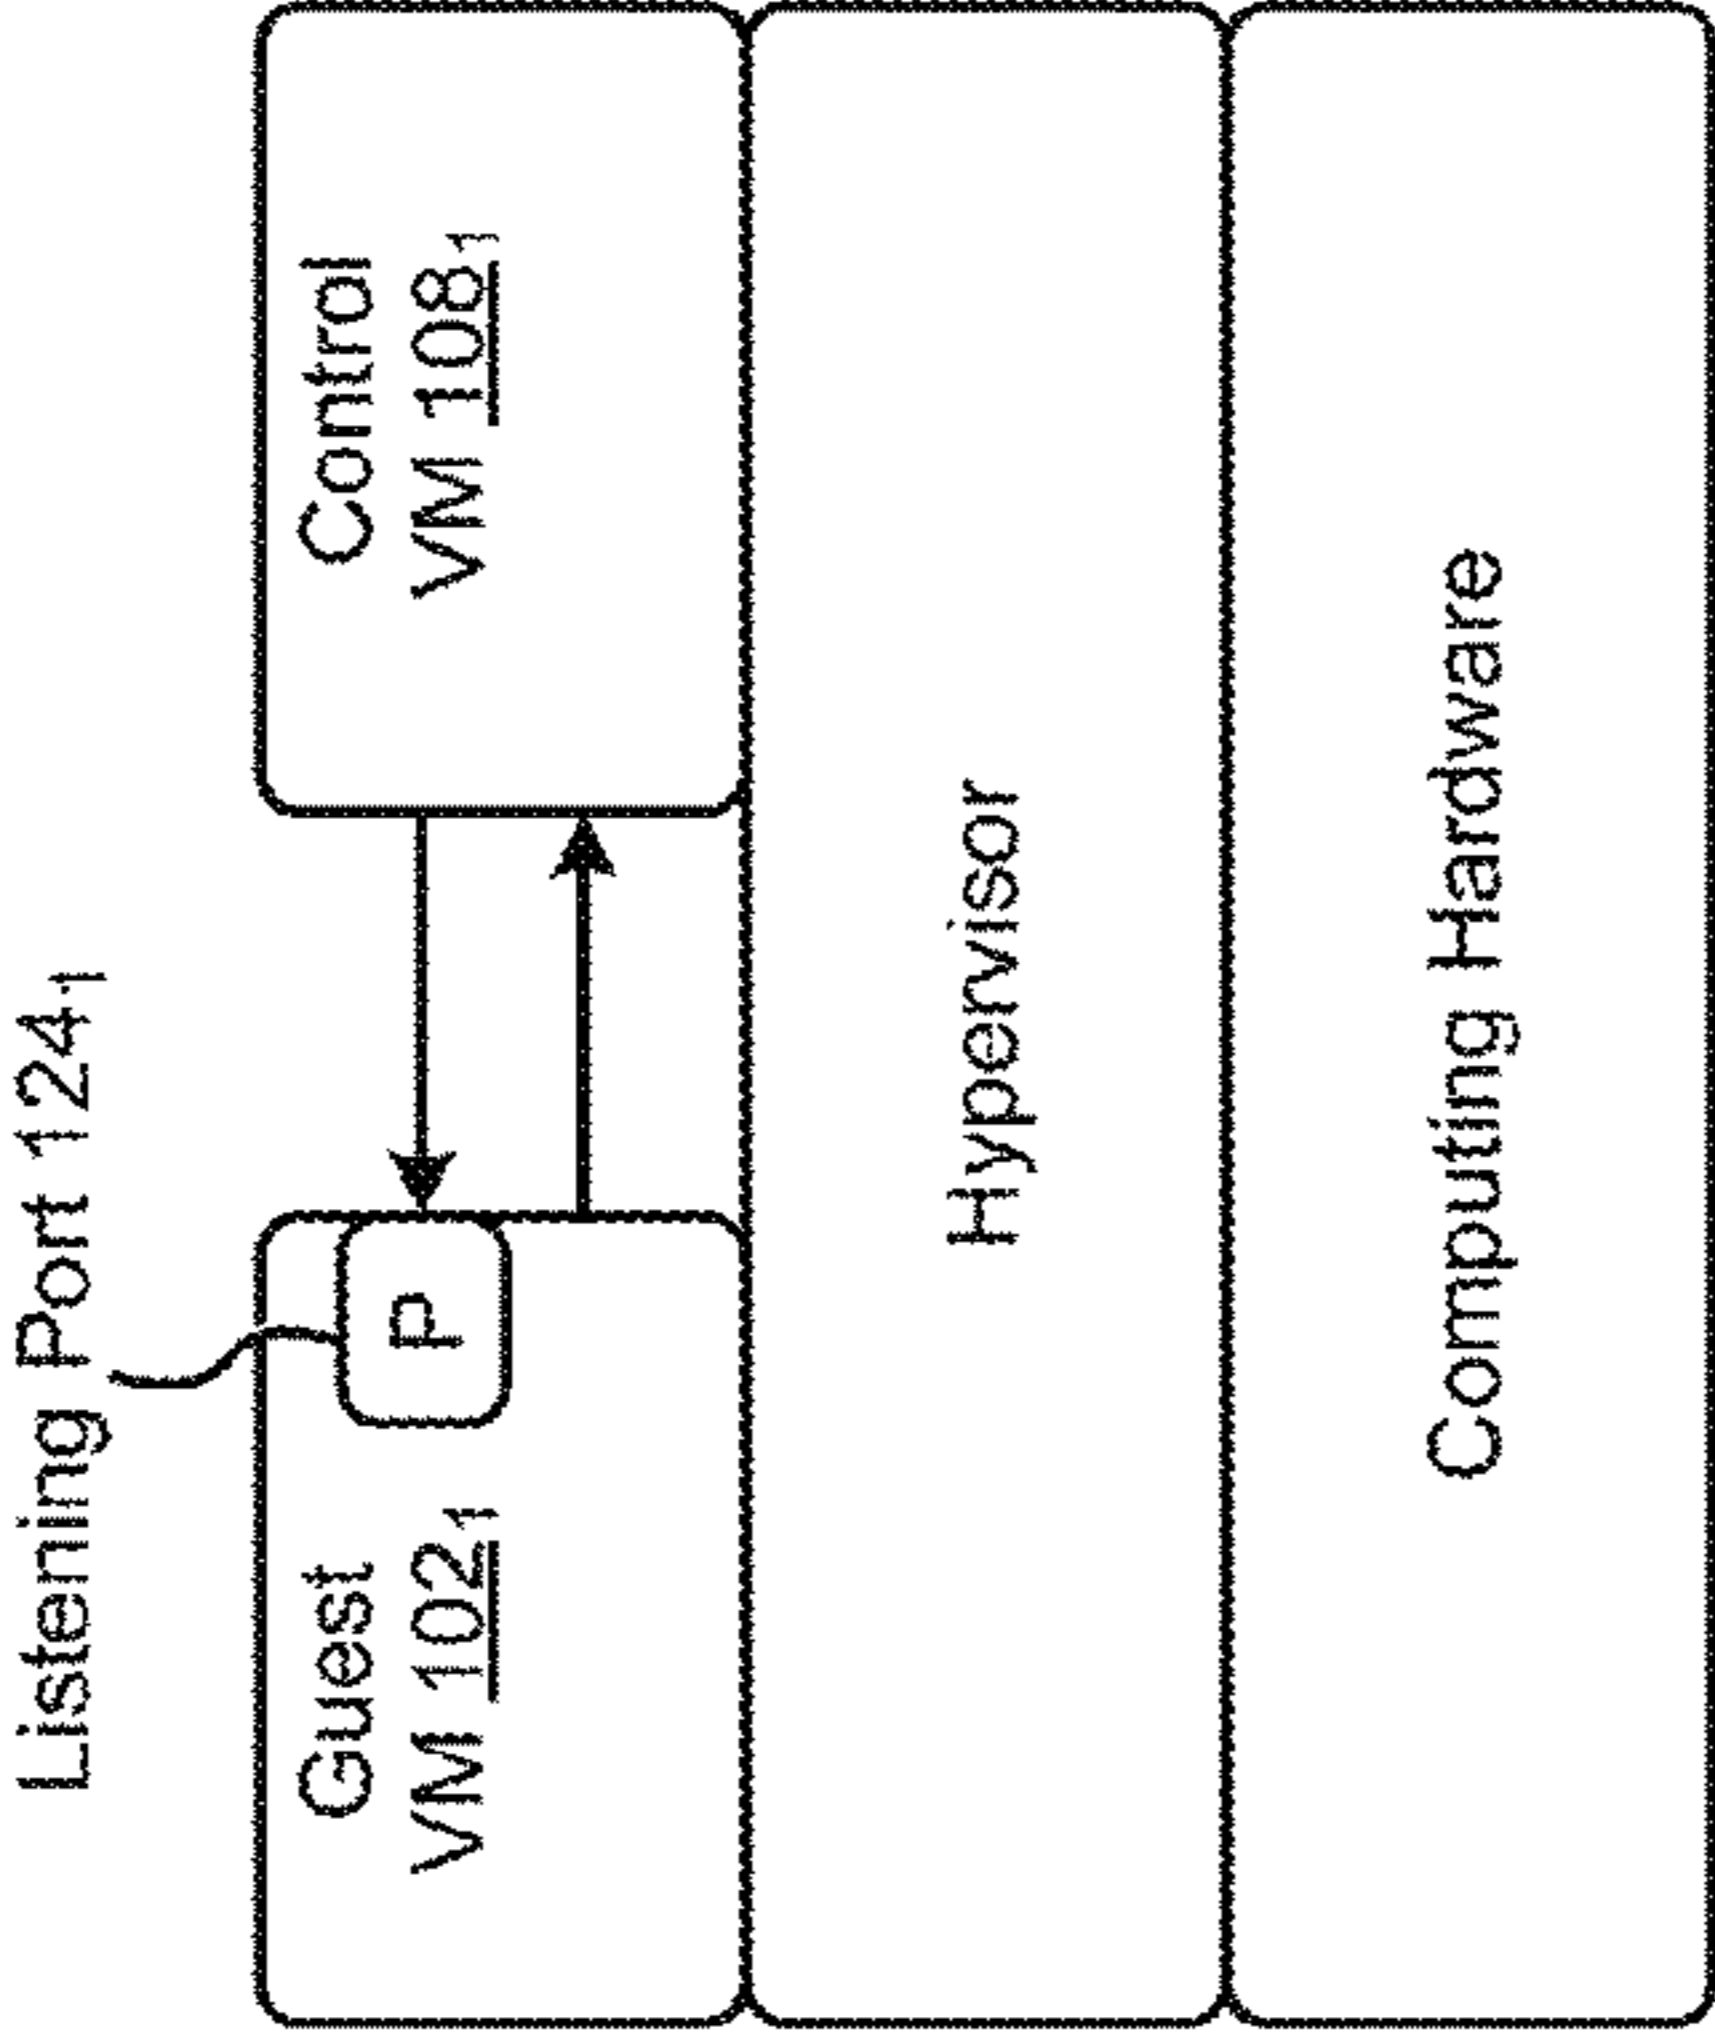 Listening Port 124₁
Guest
VM 102₁
P
Control
VM 108₁
Hypervisor
Computing Hardware